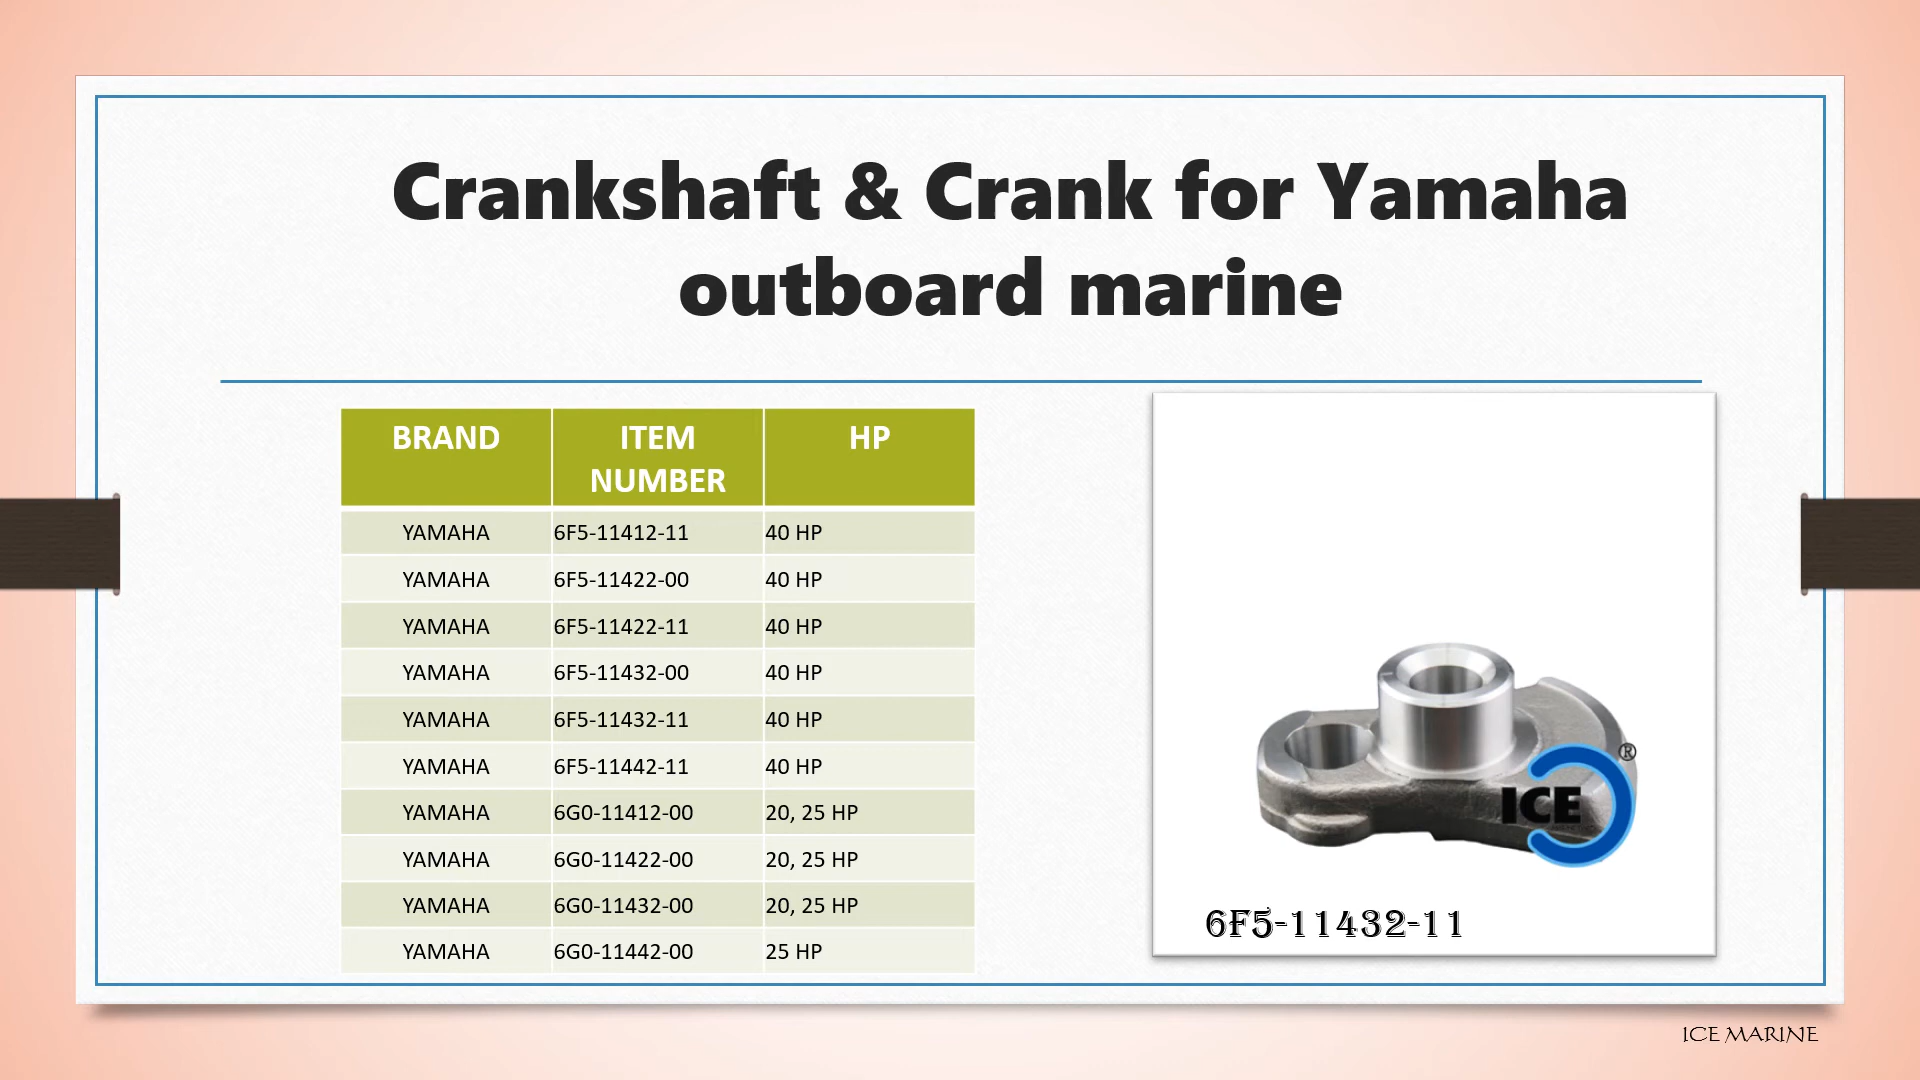 Crankshaft & Crank for Yamaha
outboard marine
BRAND ITEM NUMBER HP
YAMAHA 6F5-11412-11 40 HP
YAMAHA 6F5-11422-00 40 HP
YAMAHA 6F5-11422-11 40 HP
YAMAHA 6F5-11432-00 40 HP
YAMAHA 6F5-11432-11 40 HP
YAMAHA 6F5-11442-11 40 HP
YAMAHA 6G0-11412-00 20, 25 HP
YAMAHA 6G0-11422-00 20, 25 HP
YAMAHA 6G0-11432-00 20, 25 HP
YAMAHA 6G0-11442-00 25 HP
ICE ®
6F5-11432-11
ICE MARINE